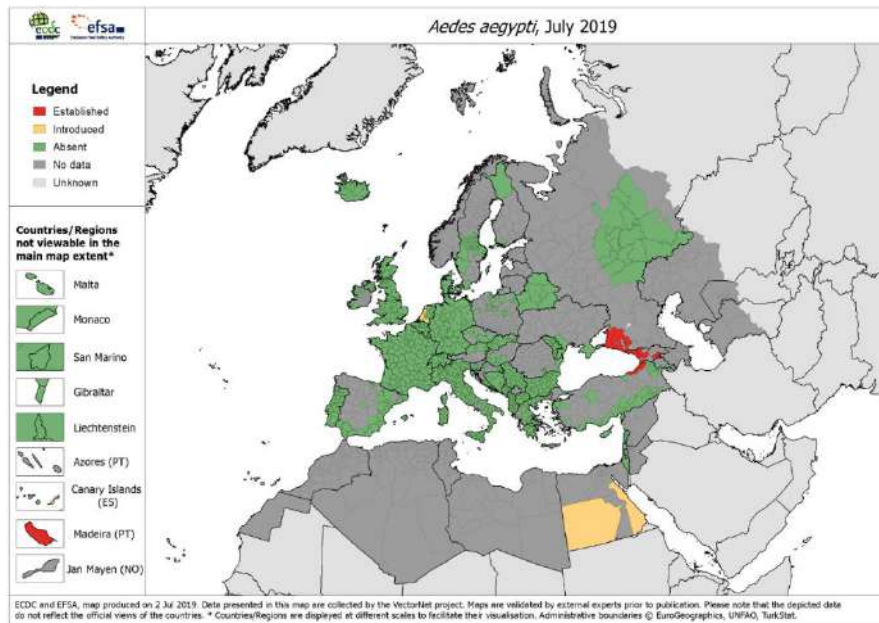 ecdc
efsa
European Food Safety Authority
Aedes aegypti, July 2019
Legend
Established
Introduced
Absent
No data
Unknown
Countries/Regions
not viewable in the
main map extent*
Malta
Monaco
San Marino
Gibraltar
Liechtenstein
Azores (PT)
Canary Islands
(ES)
Madeira (PT)
Jan Mayen (NO)
ECDC and EFSA, map produced on 2 Jul 2019. Data presented in this map are collected by the VectorNet project. Maps are validated by external experts prior to publication. Please note that the depicted data
do not reflect the official views of the countries. * Countries/Regions are displayed at different scales to facilitate their visualisation. Administrative boundaries © EuroGeographics, UNFAO, TurkStat.